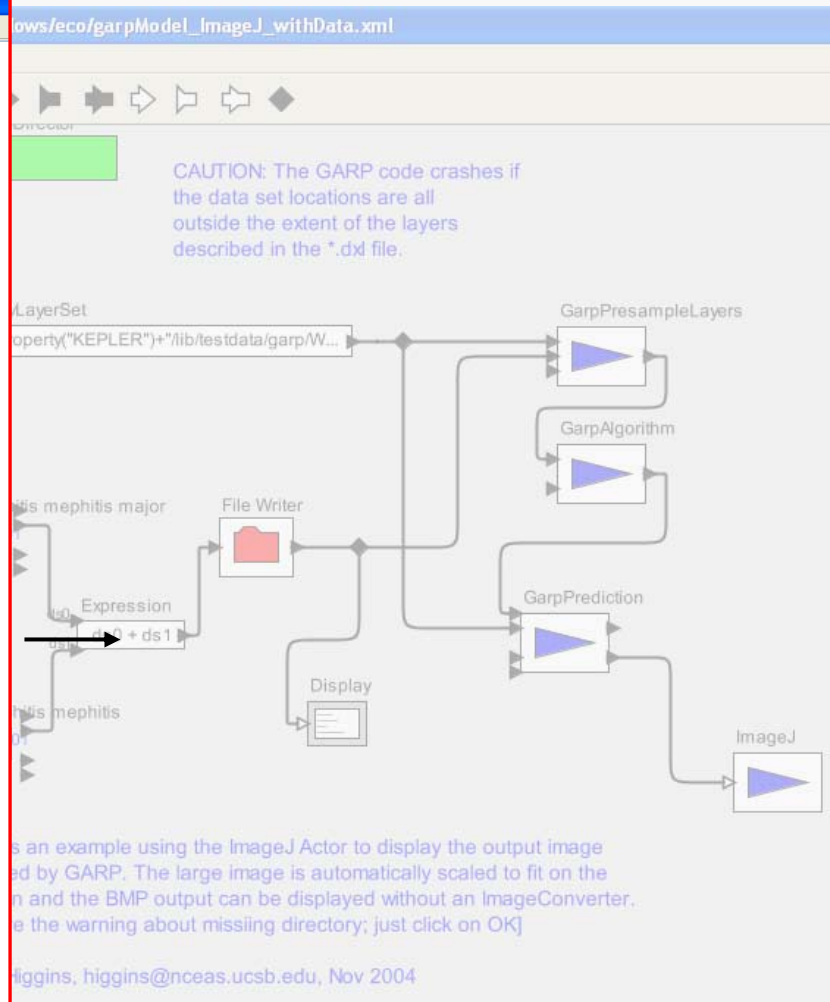 ows/eco/garpModel_ImageJ_withData.xml
Director
CAUTION: The GARP code crashes if
the data set locations are all
outside the extent of the layers
described in the *.dxl file.
LayerSet
operty("KEPLER")+"/lib/testdata/garp/W...
GarpPresampleLayers
GarpAlgorithm
itis mephitis major
File Writer
ds0
Expression
ds0 + ds1
ds1
GarpPrediction
Display
hitis mephitis
01
ImageJ
s an example using the ImageJ Actor to display the output image
ed by GARP. The large image is automatically scaled to fit on the
n and the BMP output can be displayed without an ImageConverter.
e the warning about missiing directory; just click on OK]
Higgins, higgins@nceas.ucsb.edu, Nov 2004